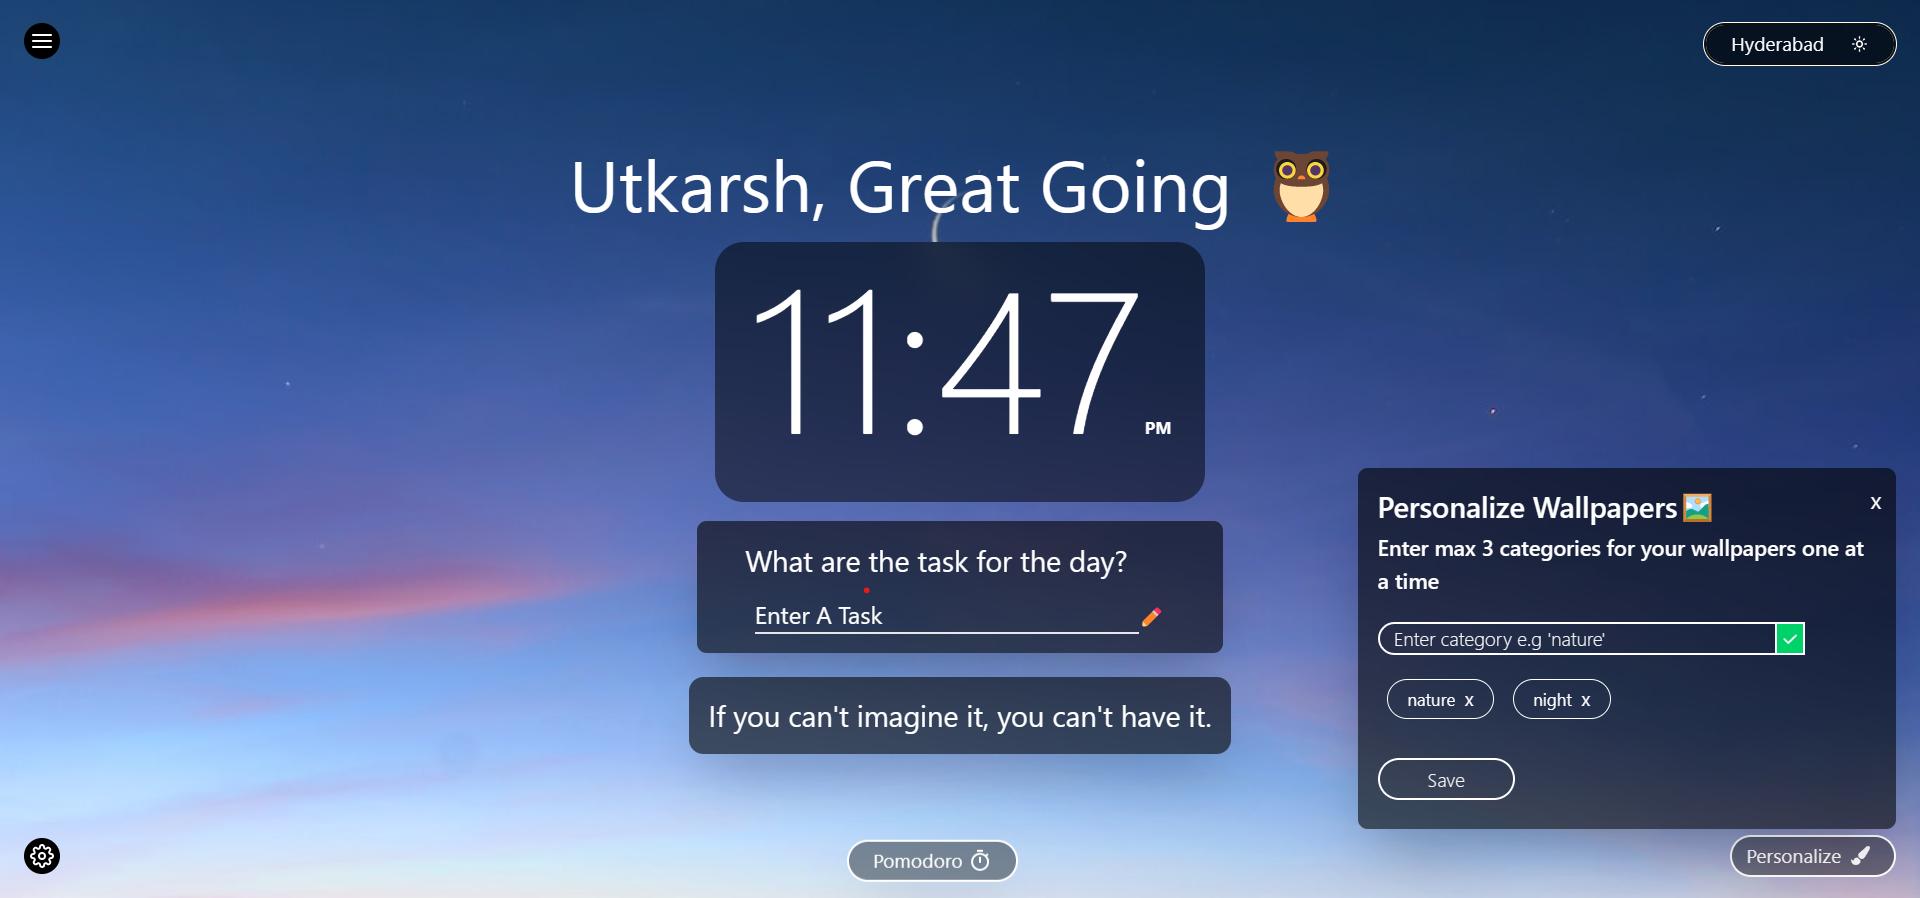 Hyderabad
Utkarsh, Great Going
11:47 PM
What are the task for the day?
Enter A Task
If you can't imagine it, you can't have it.
Pomodoro
Personalize Wallpapers
x
Enter max 3 categories for your wallpapers one at
a time
Enter category e.g 'nature'
nature x night x
Save
Personalize